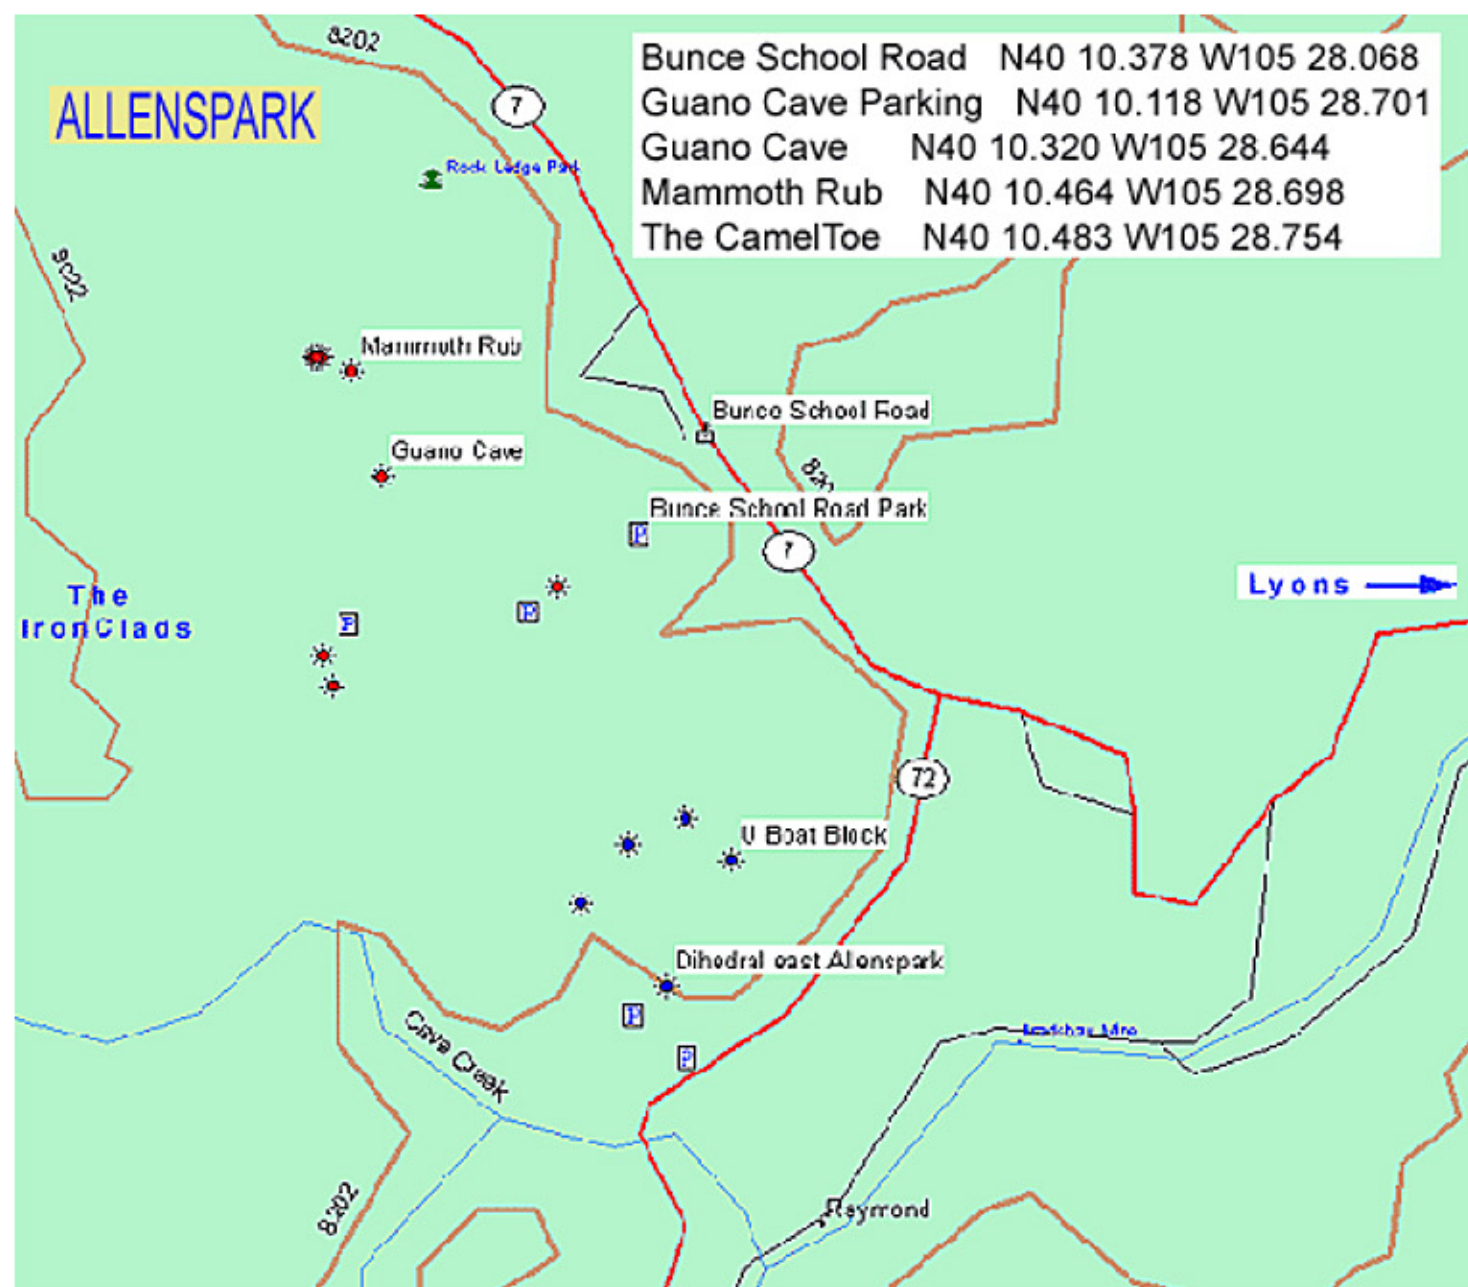 8202
Bunce School Road N40 10.378 W105 28.068
7
ALLENSPARK
Guano Cave Parking N40 10.118 W105 28.701
Guano Cave N40 10.320 W105 28.644
Rock Ledge Park
Mammoth Rub N40 10.464 W105 28.698
The CamelToe N40 10.483 W105 28.754
9022
Mammoth Rub
Bunce School Road
Guano Cave
Bunce School Road Park
P
7
The
IronClads
P
P
Lyons
72
U Boat Block
Dihedral east Allenspark
P
Cave Creek
P
8202
Raymond